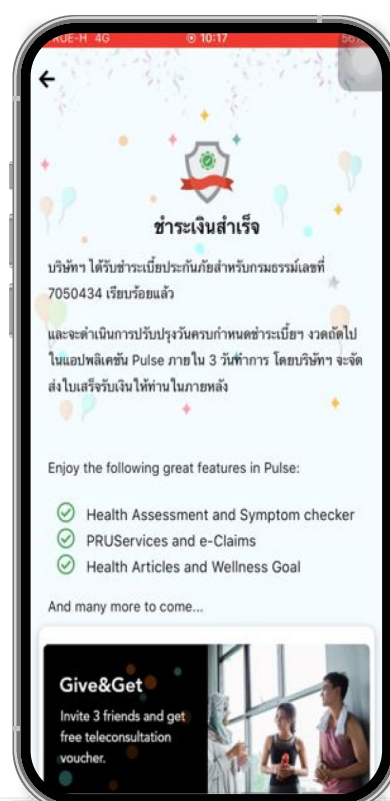 TRUE-H 4G 10:17 56%
ชำระเงินสำเร็จ
บริษัทฯ ได้รับชำระเบี้ยประกันภัยสำหรับกรมธรรม์เลขที่
7050434 เรียบร้อยแล้ว
และจะดำเนินการปรับปรุงวันครบกำหนดชำระเบี้ยฯ งวดถัดไป
ในแอปพลิเคชัน Pulse ภายใน 3 วันทำการ โดยบริษัทฯ จะจัด
ส่งใบเสร็จรับเงินให้ท่านในภายหลัง
Enjoy the following great features in Pulse:
Health Assessment and Symptom checker
PRUServices and e-Claims
Health Articles and Wellness Goal
And many more to come...
Give&Get
Invite 3 friends and get
free teleconsultation
voucher.